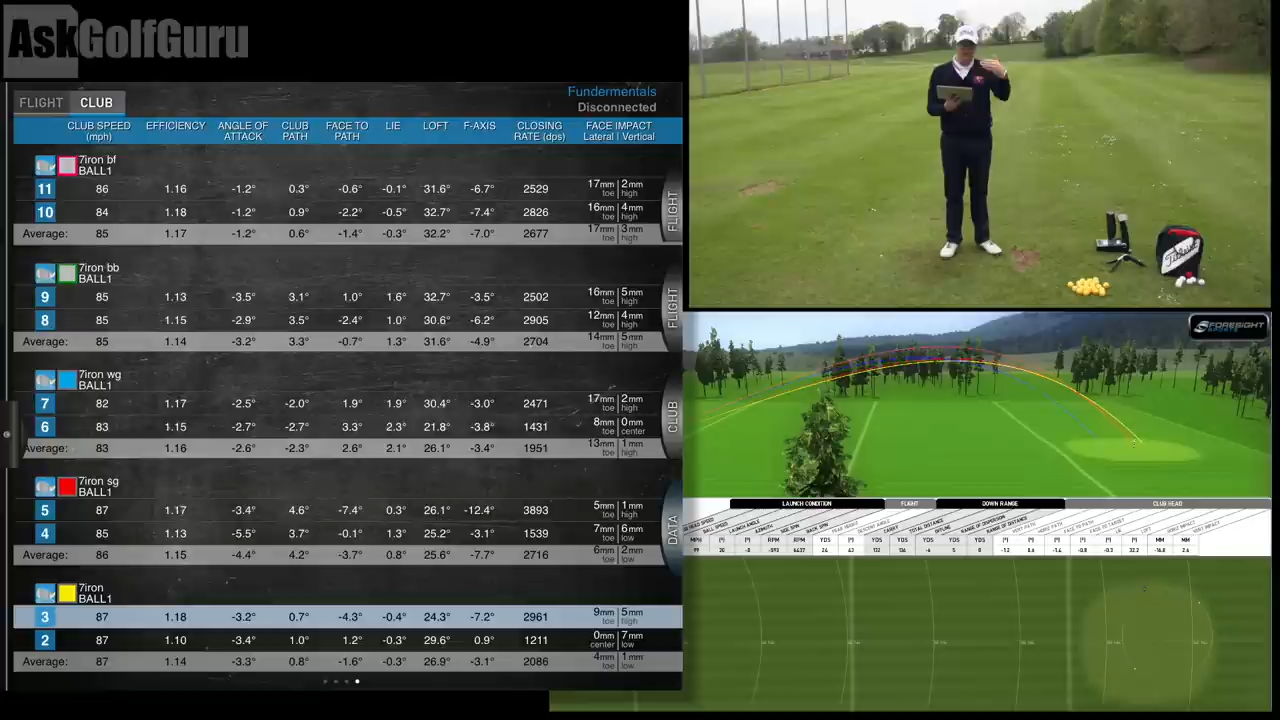 AskGolfGuru
FLIGHT CLUB
Fundermentals
Disconnected
CLUB SPEED (mph) EFFICIENCY ANGLE OF ATTACK CLUB PATH FACE TO PATH LIE LOFT F-AXIS CLOSING RATE (dps) FACE IMPACT Lateral | Vertical
7iron bf
BALL1
11 86 1.16 -1.2° 0.3° -0.6° -0.1° 31.6° -6.7° 2529 17mm toe | 2mm high
10 84 1.18 -1.2° 0.9° -2.2° -0.5° 32.7° -7.4° 2826 16mm toe | 4mm high
Average: 85 1.17 -1.2° 0.6° -1.4° -0.3° 32.2° -7.0° 2677 17mm toe | 3mm high
7iron bb
BALL1
9 85 1.13 -3.5° 3.1° 1.0° 1.6° 32.7° -3.5° 2502 16mm toe | 5mm high
8 85 1.15 -2.9° 3.5° -2.4° 1.0° 30.6° -6.2° 2905 12mm toe | 4mm high
Average: 85 1.14 -3.2° 3.3° -0.7° 1.3° 31.6° -4.9° 2704 14mm toe | 5mm high
7iron wg
BALL1
7 82 1.17 -2.5° -2.0° 1.9° 1.9° 30.4° -3.0° 2471 17mm toe | 2mm high
6 83 1.15 -2.7° -2.7° 3.3° 2.3° 21.8° -3.8° 1431 8mm toe | 0mm center
Average: 83 1.16 -2.6° -2.3° 2.6° 2.1° 26.1° -3.4° 1951 13mm toe | 1mm high
7iron sg
BALL1
5 87 1.17 -3.4° 4.6° -7.4° 0.3° 26.1° -12.4° 3893 5mm toe | 1mm high
4 85 1.13 -5.5° 3.7° -0.1° 1.3° 25.2° -3.1° 1539 7mm toe | 6mm low
Average: 86 1.15 -4.4° 4.2° -3.7° 0.8° 25.6° -7.7° 2716 6mm toe | 2mm low
7iron
BALL1
3 87 1.18 -3.2° 0.7° -4.3° -0.4° 24.3° -7.2° 2961 9mm toe | 5mm high
2 87 1.10 -3.4° 1.0° 1.2° -0.3° 29.6° 0.9° 1211 0mm center | 7mm low
Average: 87 1.14 -3.3° 0.8° -1.6° -0.3° 26.9° -3.1° 2086 4mm toe | 1mm low
FLIGHT
FLIGHT
CLUB
DATA
Titleist
FORESIGHT
SPORTS
LAUNCH CONDITION FLIGHT DOWN RANGE CLUB HEAD
MPH (°) (°) RPM RPM YDS (°) YDS YDS YDS YDS YDS (°) (°) (°) (°) (°) (°) MM MM